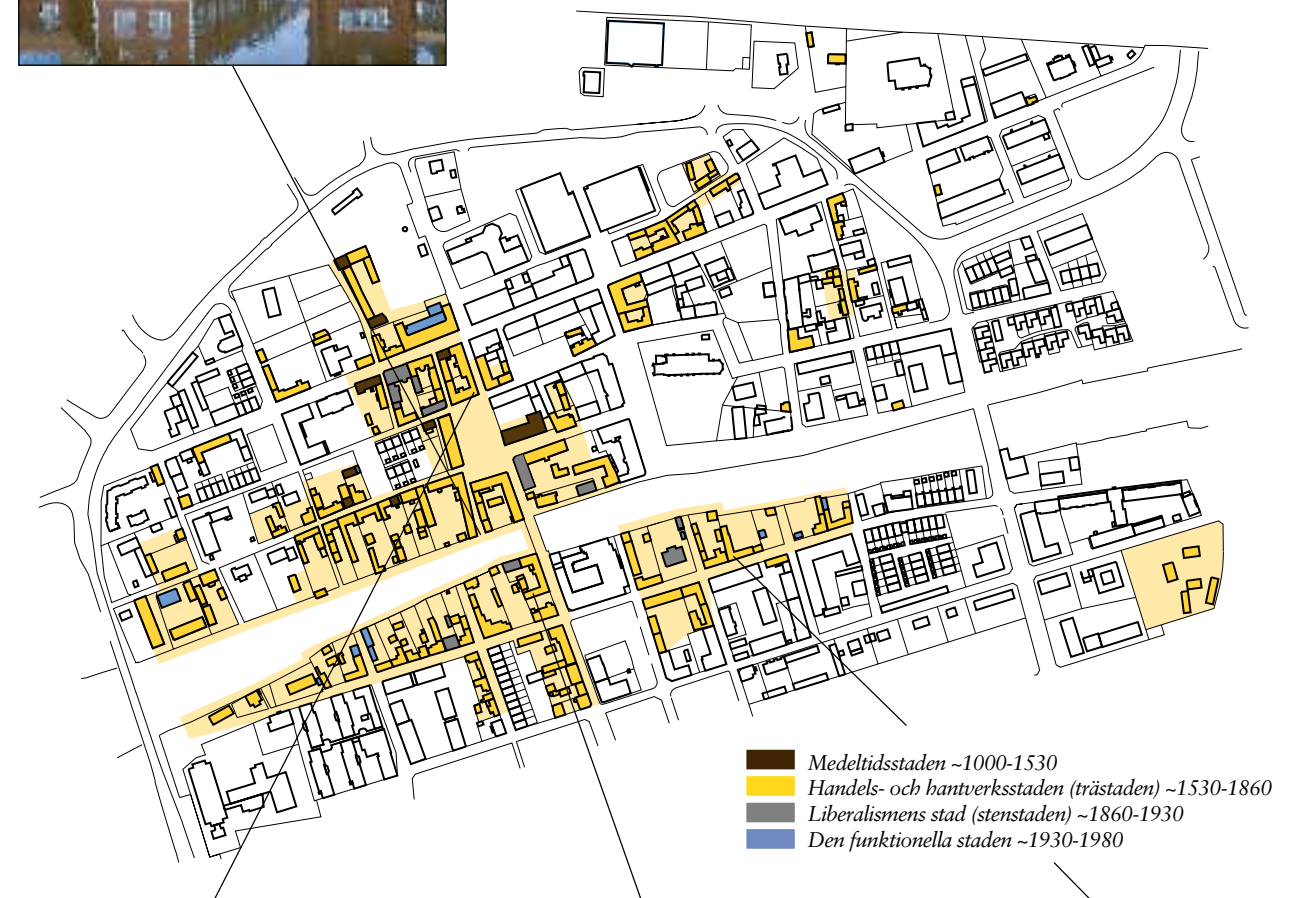 Medeltidsstaden ~1000-1530
Handels- och hantverksstaden (trästaden) ~1530-1860
Liberalismens stad (stenstaden) ~1860-1930
Den funktionella staden ~1930-1980